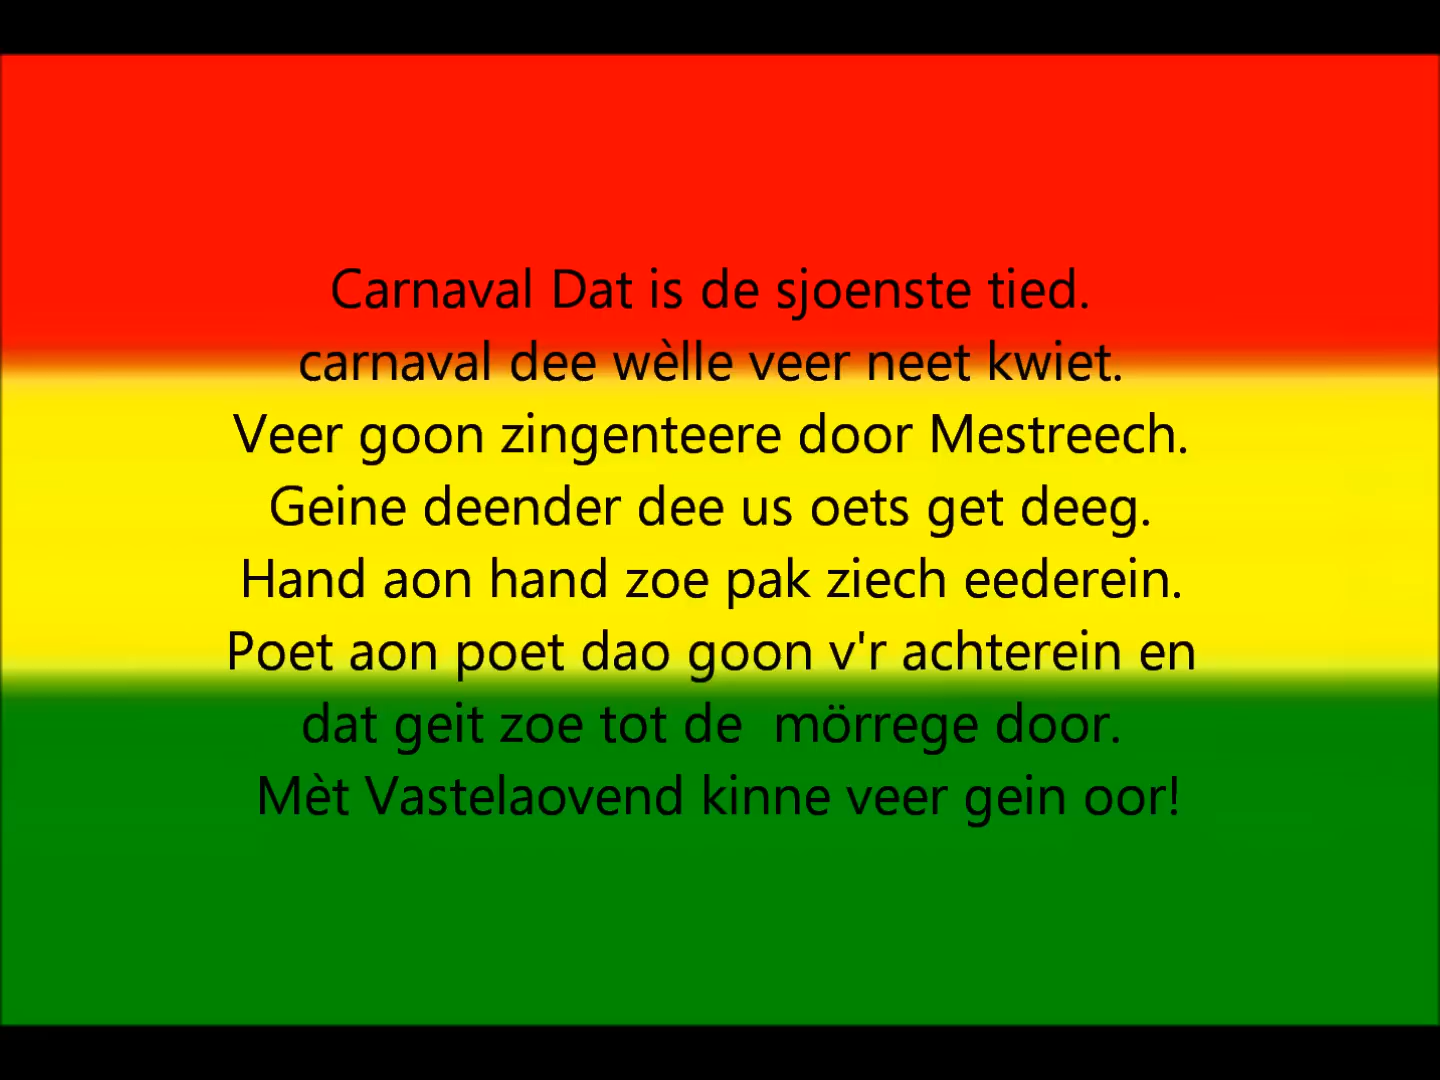 Carnaval Dat is de sjoenste tied.
carnaval dee wèlle veer neet kwiet.
Veer goon zingenteere door Mestreech.
Geine deender dee us oets get deeg.
Hand aon hand zoe pak ziech eederein.
Poet aon poet dao goon v'r achterein en
dat geit zoe tot de  mörrege door.
Mèt Vastelaovend kinne veer gein oor!